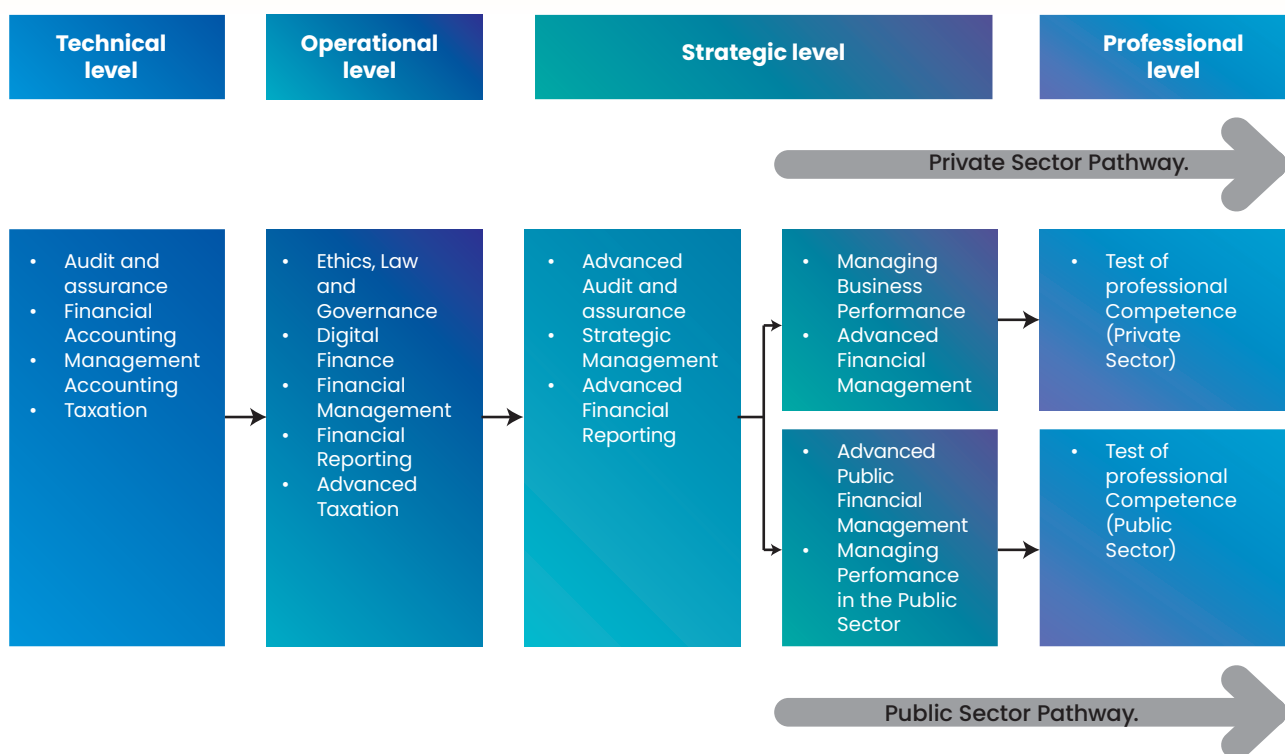 Technical
level
Operational
level
Strategic level
Professional
level
Private Sector Pathway.
• Audit and
assurance
• Financial
Accounting
• Management
Accounting
• Taxation
• Ethics, Law
and
Governance
• Digital
Finance
• Financial
Management
• Financial
Reporting
• Advanced
Taxation
• Advanced
Audit and
assurance
• Strategic
Management
• Advanced
Financial
Reporting
• Managing
Business
Performance
• Advanced
Financial
Management
• Test of
professional
Competence
(Private
Sector)
• Advanced
Public
Financial
Management
• Managing
Perfomance
in the Public
Sector
• Test of
professional
Competence
(Public
Sector)
Public Sector Pathway.